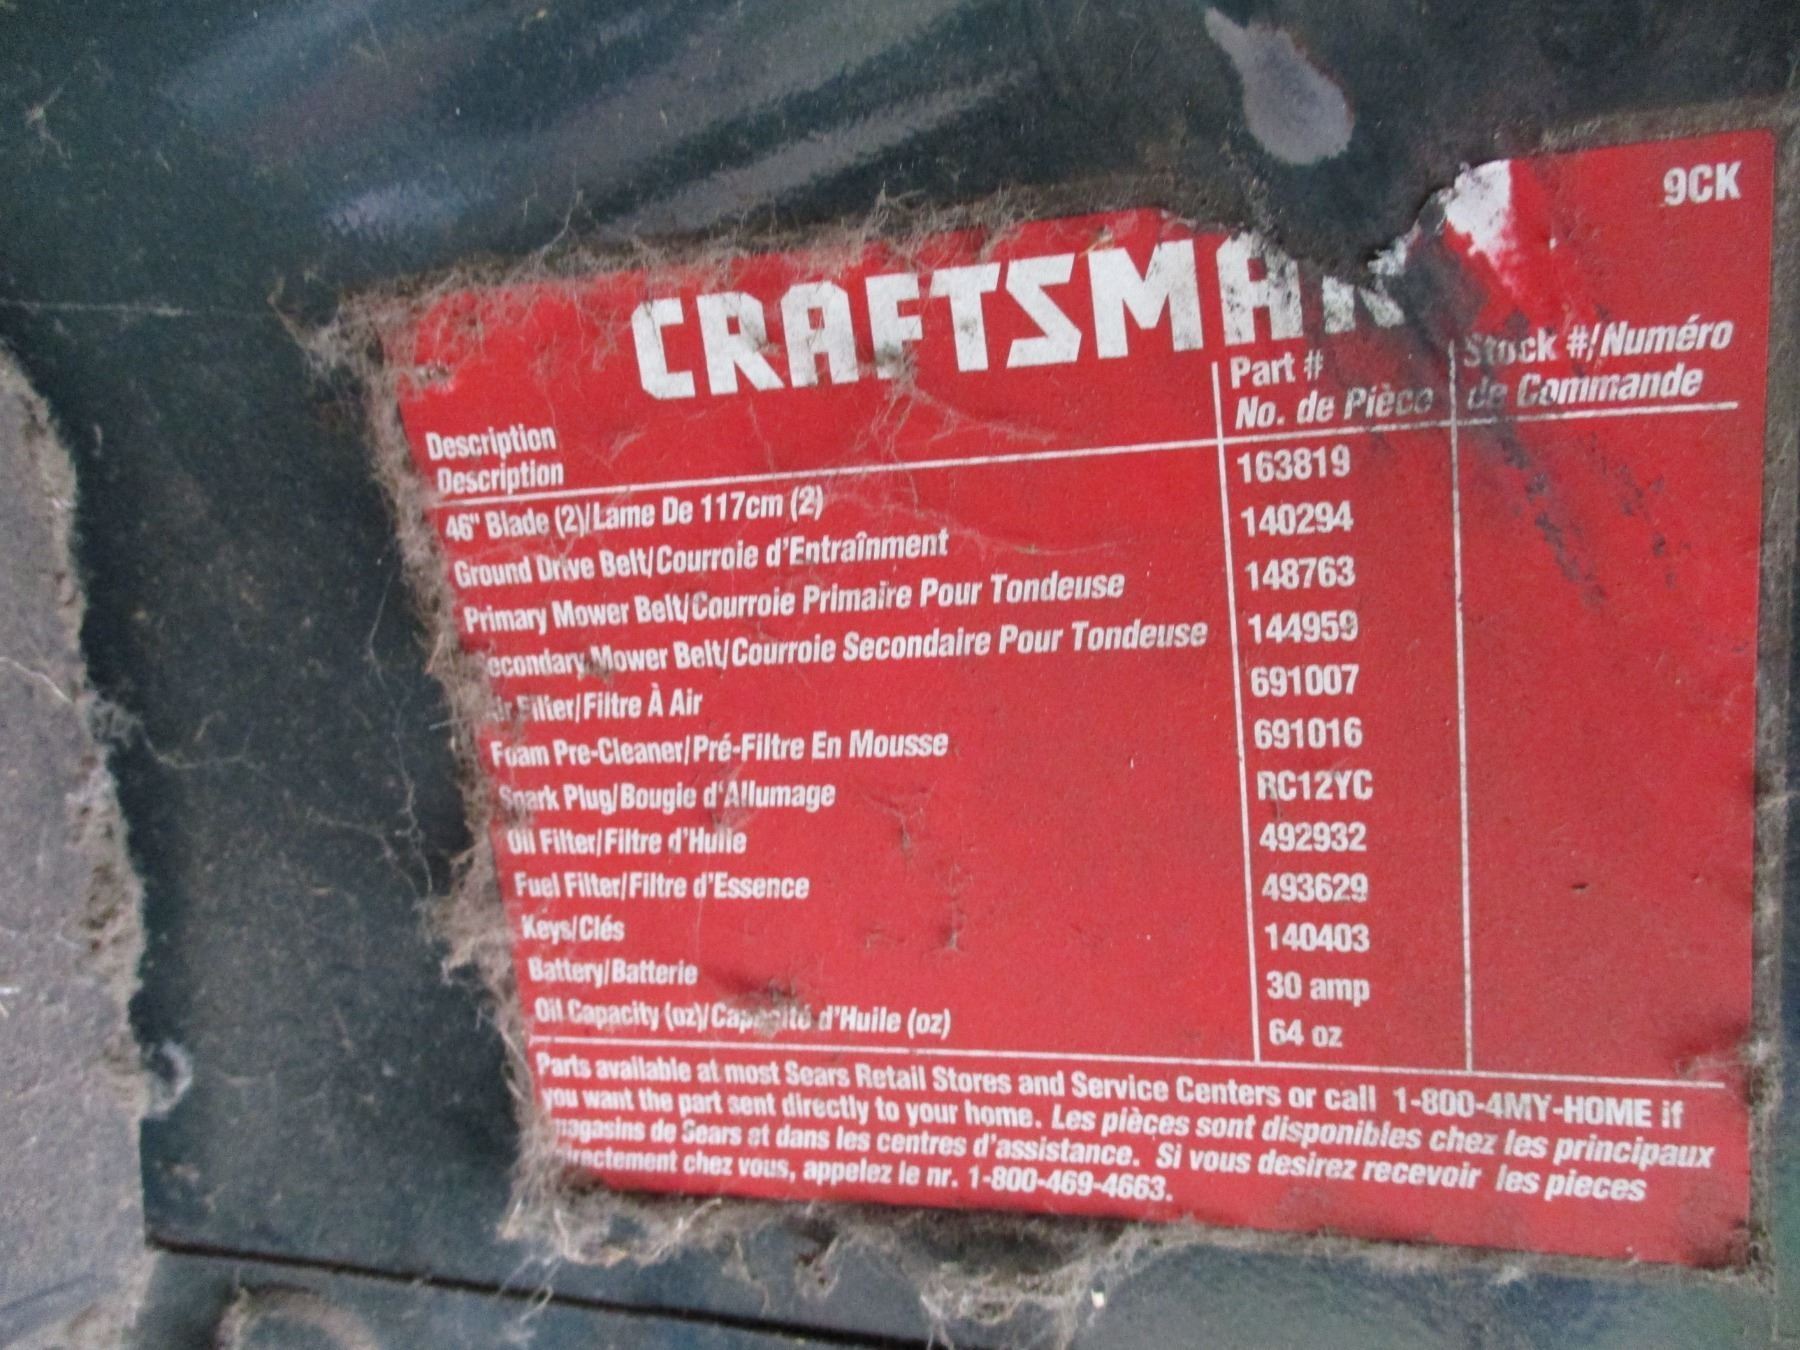 9CK
CRAFTSMAN
Description
Description
Part #
No. de Pièce
Stock #/Numéro
de Commande
46" Blade (2)/Lame De 117cm (2) 163819
Ground Drive Belt/Courroie d'Entraînment 140294
Primary Mower Belt/Courroie Primaire Pour Tondeuse 148763
Secondary Mower Belt/Courroie Secondaire Pour Tondeuse 144959
Air Filter/Filtre À Air 691007
Foam Pre-Cleaner/Pré-Filtre En Mousse 691016
Spark Plug/Bougie d'Allumage RC12YC
Oil Filter/Filtre d'Huile 492932
Fuel Filter/Filtre d'Essence 493629
Keys/Clés 140403
Battery/Batterie 30 amp
Oil Capacity (oz)/Capacité d'Huile (oz) 64 oz
Parts available at most Sears Retail Stores and Service Centers or call 1-800-4MY-HOME if
you want the part sent directly to your home. Les pièces sont disponibles chez les principaux
magasins de Sears et dans les centres d'assistance. Si vous desirez recevoir les pieces
directement chez vous, appelez le nr. 1-800-469-4663.